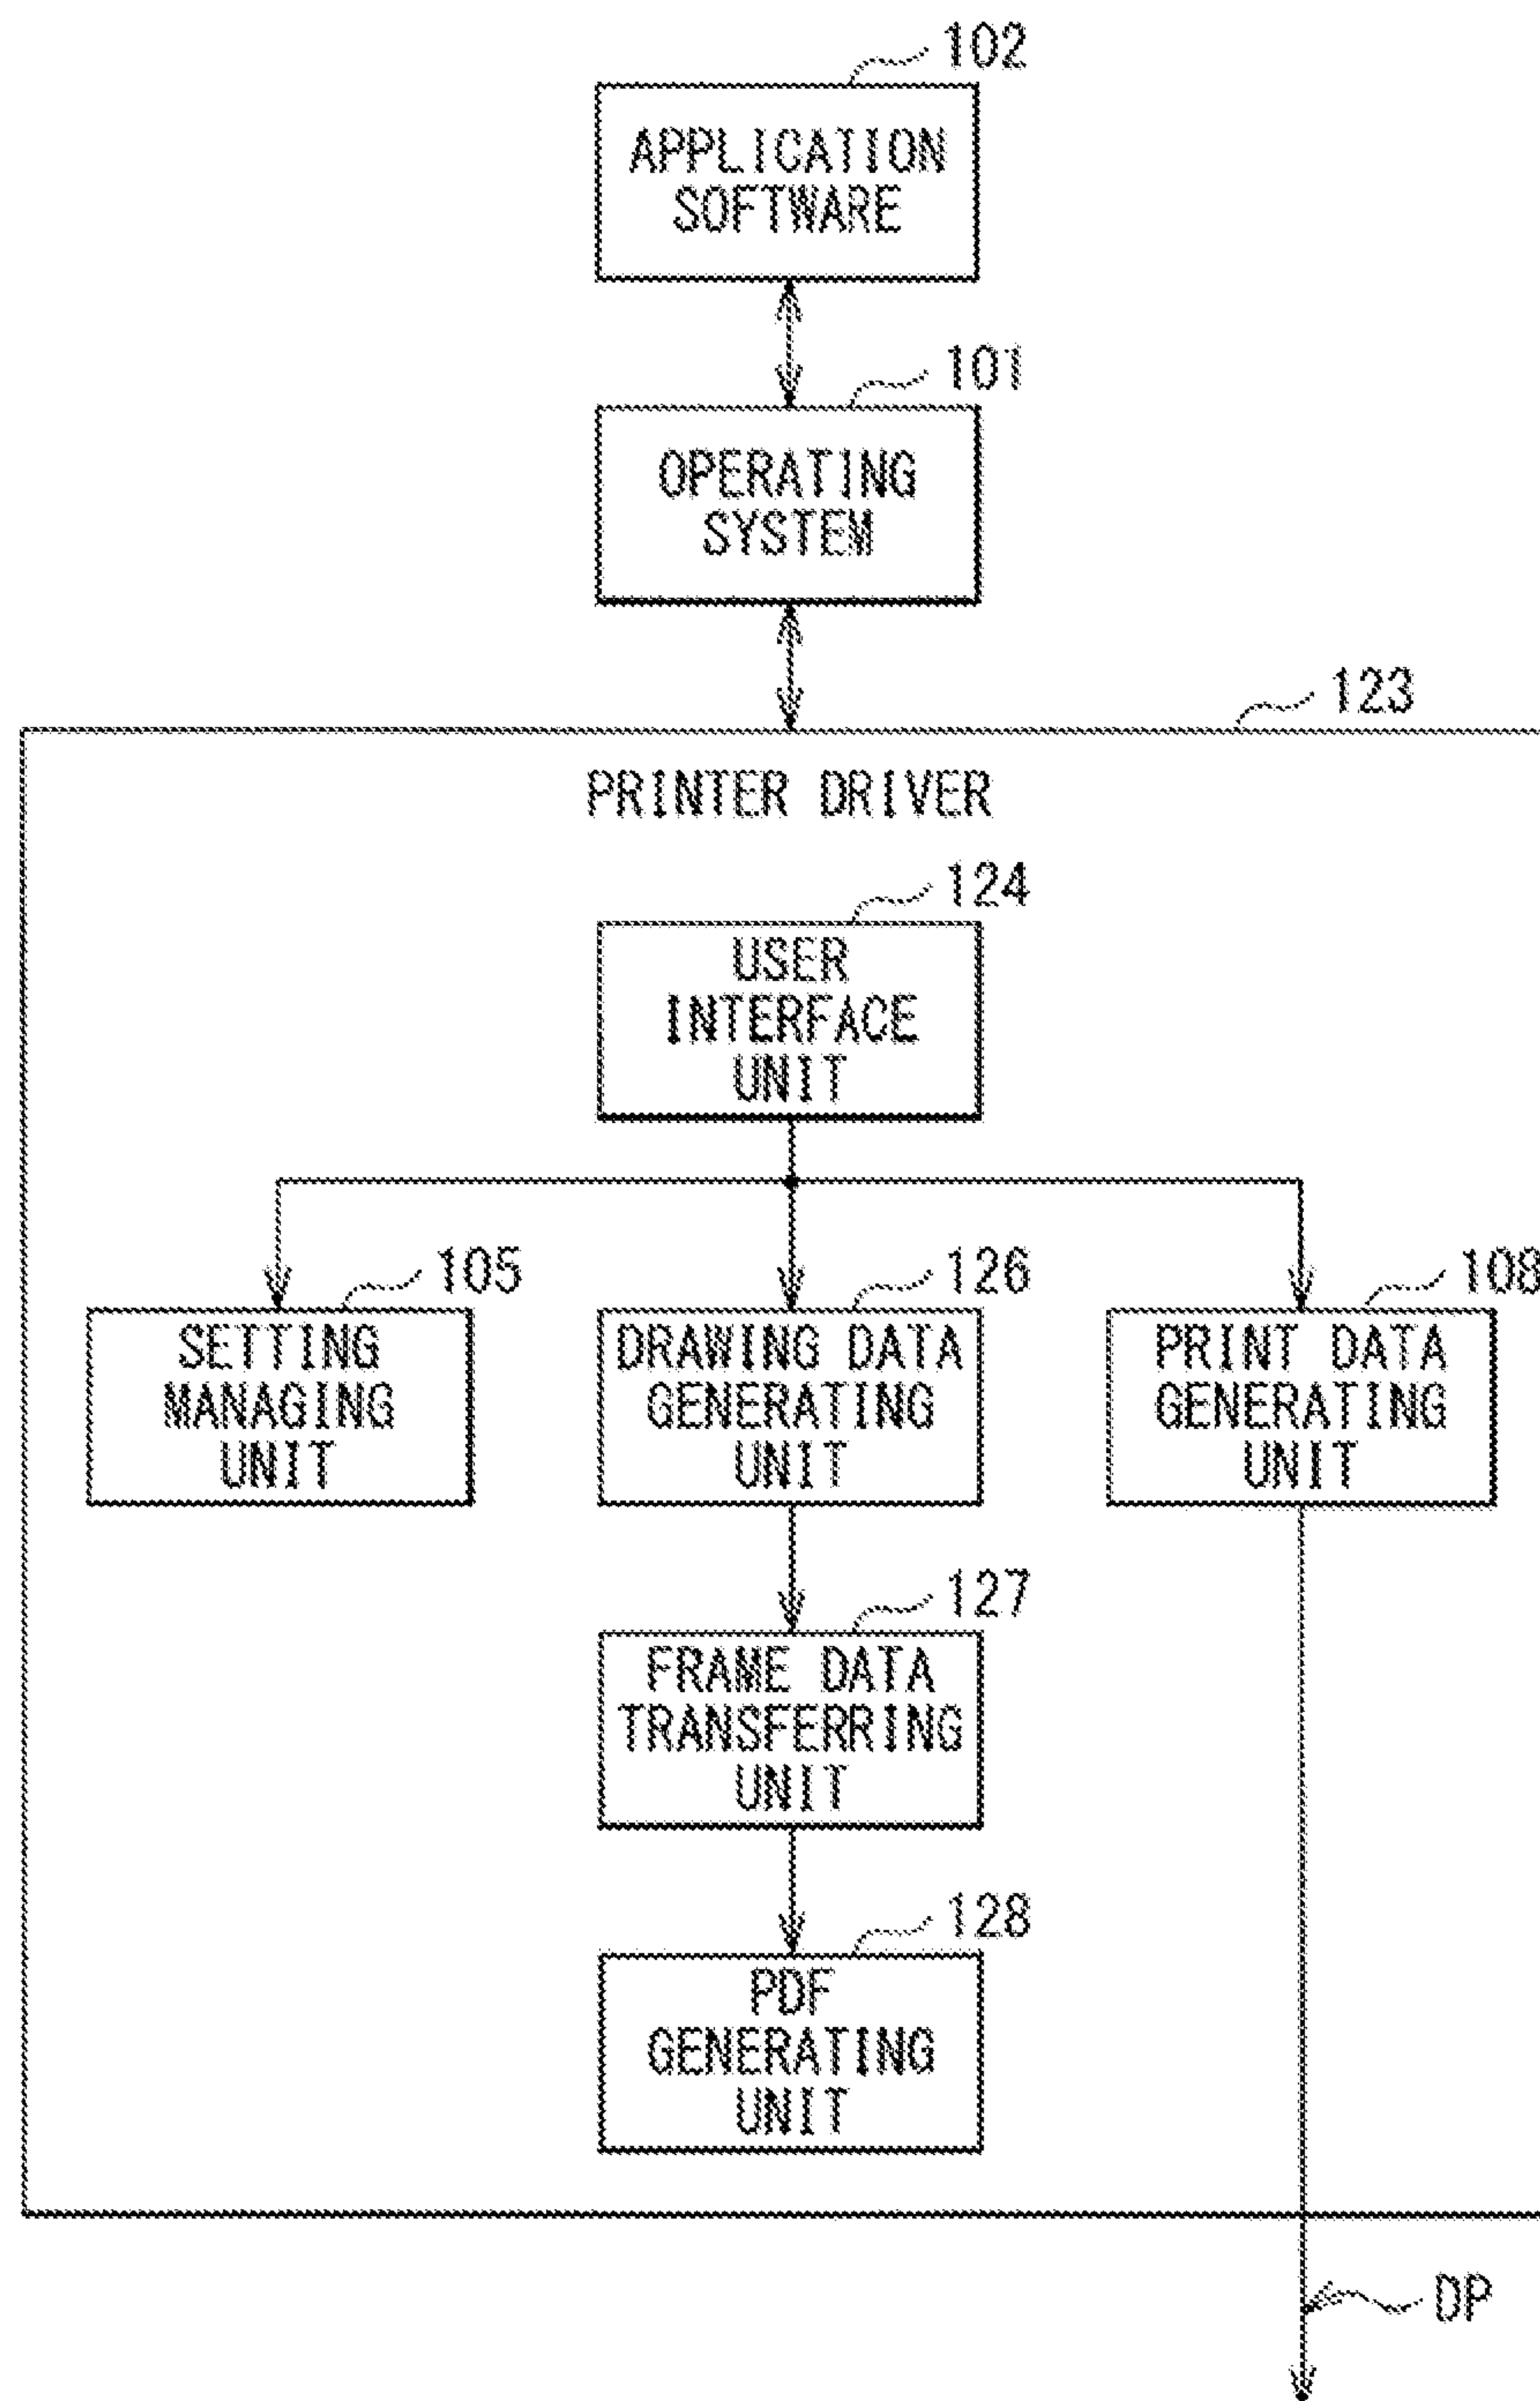 102
APPLICATION
SOFTWARE
101
OPERATING
SYSTEM
123
PRINTER DRIVER
124
USER
INTERFACE
UNIT
105
SETTING
MANAGING
UNIT
126
DRAWING DATA
GENERATING
UNIT
108
PRINT DATA
GENERATING
UNIT
127
FRAME DATA
TRANSFERRING
UNIT
128
PDF
GENERATING
UNIT
DP